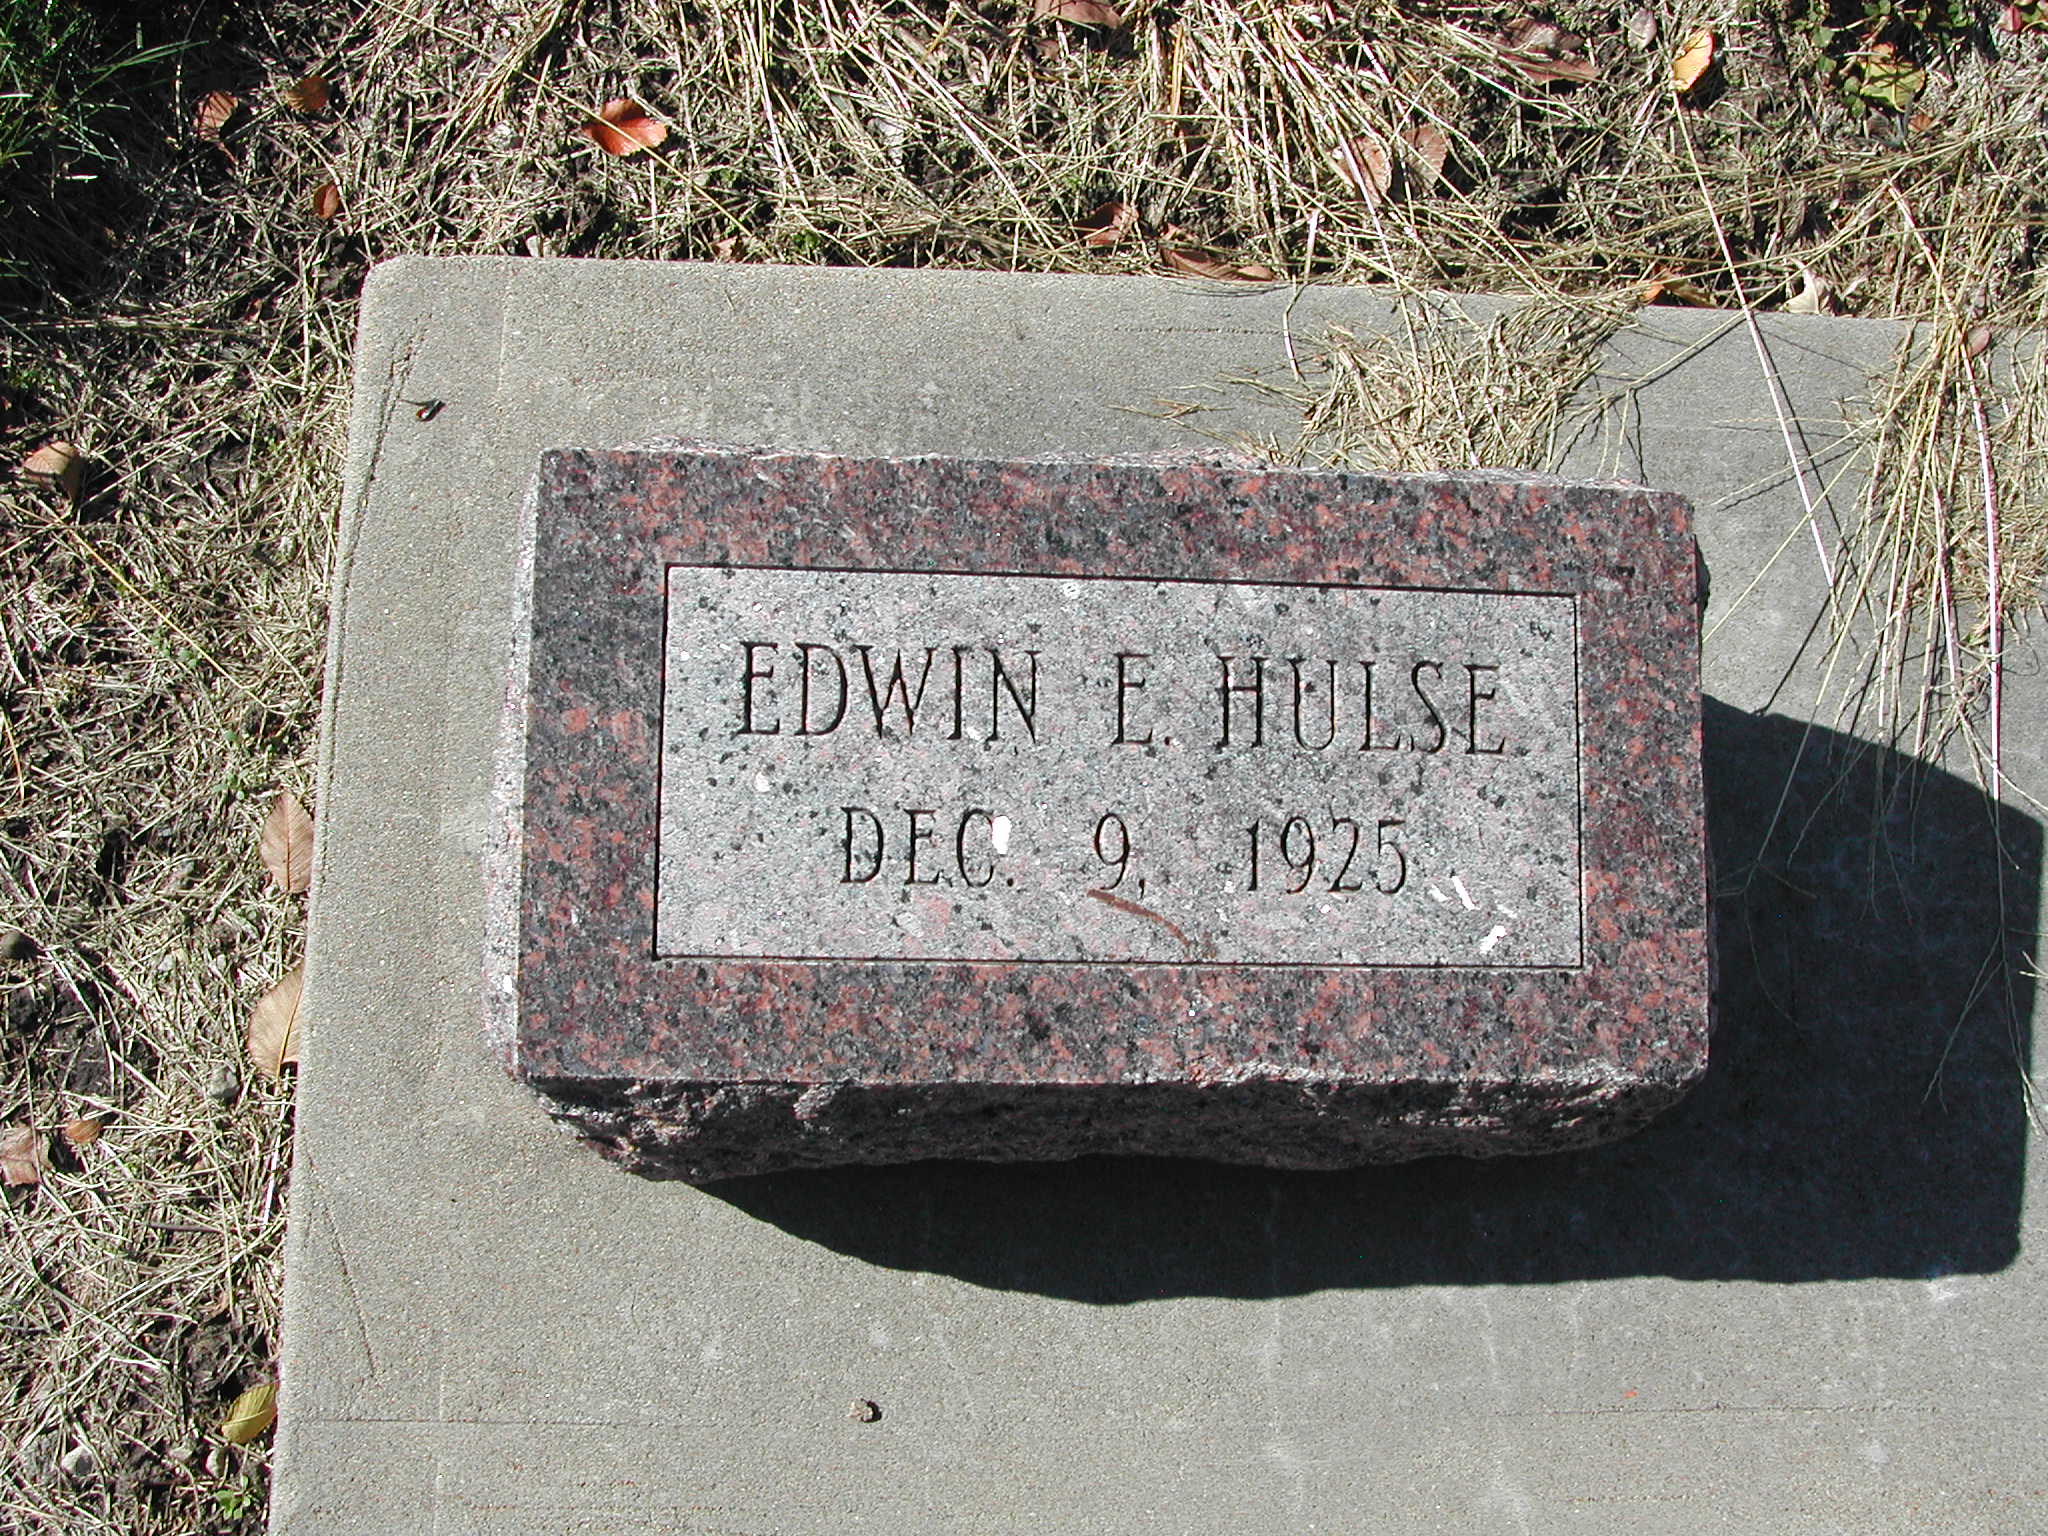 EDWIN E. HULSE
DEC. 9, 1925